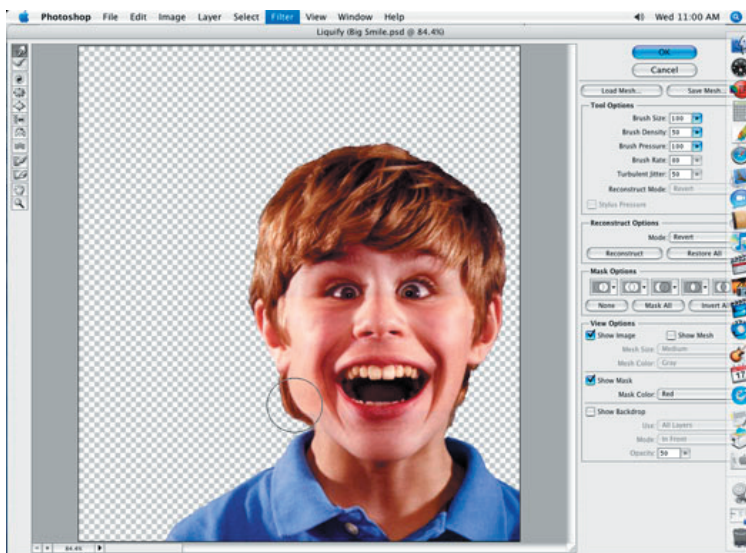 Photoshop File Edit Image Layer Select Filter View Window Help Wed 11:00 AM
Liquify (Big Smile.psd @ 84.4%)
OK
Cancel
Load Mesh... Save Mesh...
Tool Options
Brush Size: 100
Brush Density: 50
Brush Pressure: 100
Brush Rate: 80
Turbulent Jitter: 50
Reconstruct Mode: Revert
Stylus Pressure
Reconstruct Options
Mode: Revert
Reconstruct Restore All
Mask Options
None Mask All Invert A
View Options
Show Image Show Mesh
Mesh Size: Medium
Mesh Color: Gray
Show Mask
Mask Color: Red
Show Backdrop
Use: All Layers
Mode: In Front
Opacity: 50
84.4%
17